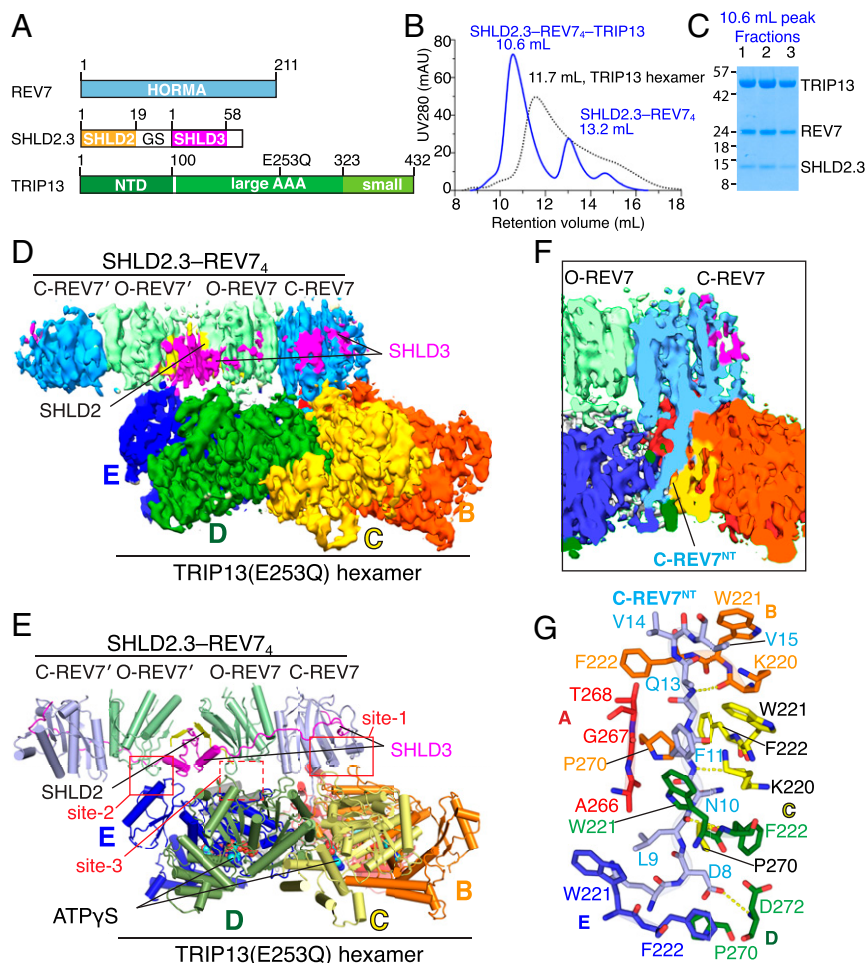 A
1 211
REV7 HORMA
1 19 1 58
SHLD2.3 SHLD2 GS SHLD3
1 100 E253Q 323 432
TRIP13 NTD large AAA small
B
SHLD2.3–REV7₄–TRIP13
10.6 mL
11.7 mL, TRIP13 hexamer
SHLD2.3–REV7₄
13.2 mL
UV280 (mAU)
80
60
40
20
0
8 10 12 14 16 18
Retention volume (mL)
C
10.6 mL peak
Fractions
1 2 3
57
42
24
18
15
8
TRIP13
REV7
SHLD2.3
D
SHLD2.3–REV7₄
C-REV7′ O-REV7′ O-REV7 C-REV7
SHLD3
SHLD2
E
D
C
B
TRIP13(E253Q) hexamer
F
O-REV7 C-REV7
C-REV7ᴺᵀ
E
SHLD2.3–REV7₄
C-REV7′ O-REV7′ O-REV7 C-REV7
site-1
SHLD3
SHLD2
site-2
E
site-3
ATPγS
D
C
B
TRIP13(E253Q) hexamer
G
C-REV7ᴺᵀ
W221
B
V14
V15
F222
K220
Q13
T268
W221
A
G267
F222
P270
F11
K220
A266
N10
C
W221
F222
L9
P270
D8
W221
D272
E
D
F222
P270